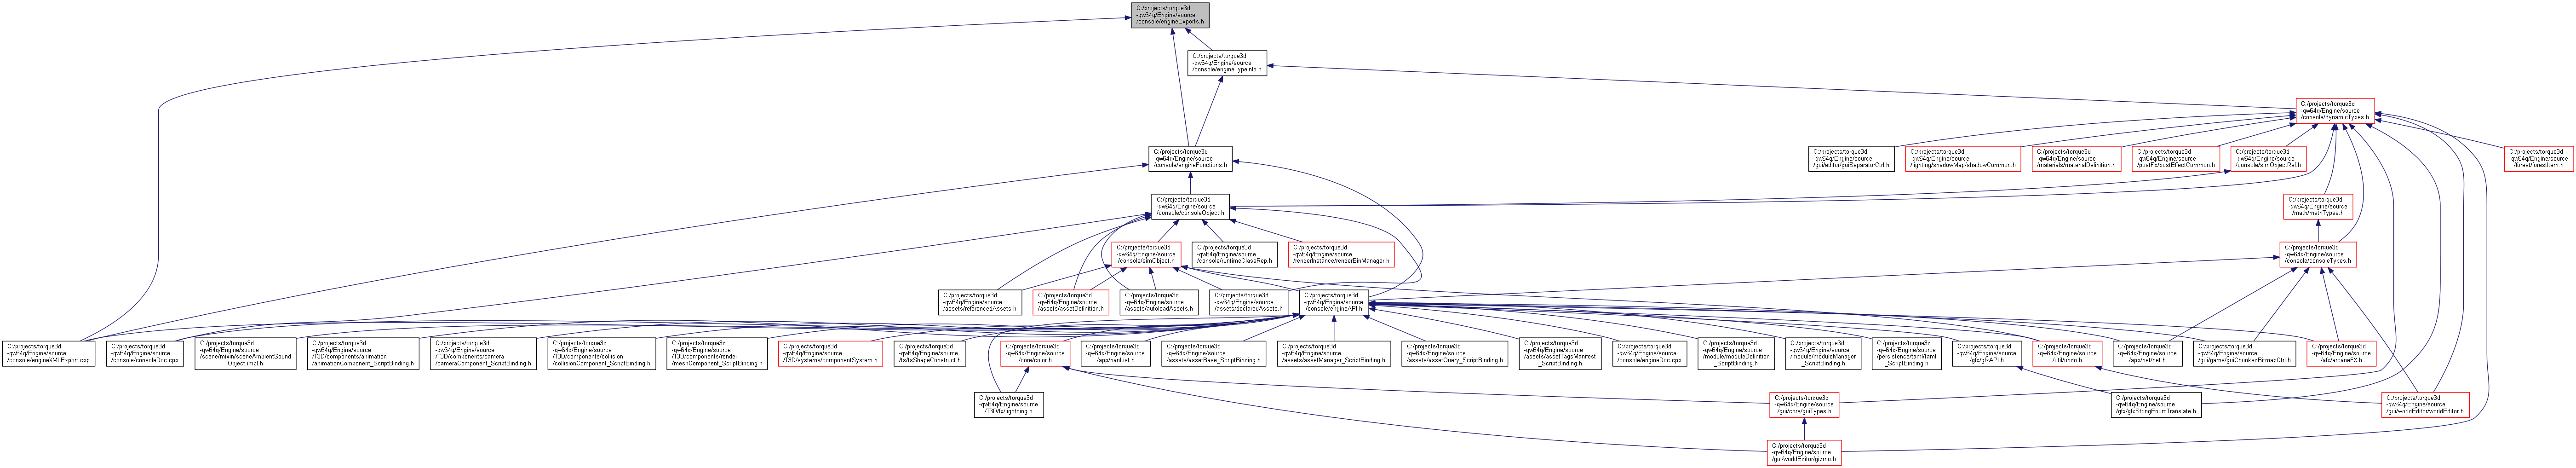 C:/projects/torque3d
-qw64q/Engine/source
/console/engineExports.h
C:/projects/torque3d
-qw64q/Engine/source
/console/engineTypeInfo.h
C:/projects/torque3d
-qw64q/Engine/source
/console/dynamicTypes.h
C:/projects/torque3d
-qw64q/Engine/source
/console/engineFunctions.h
C:/projects/torque3d
-qw64q/Engine/source
/gui/editor/guiSeparatorCtrl.h
C:/projects/torque3d
-qw64q/Engine/source
/lighting/shadowMap/shadowCommon.h
C:/projects/torque3d
-qw64q/Engine/source
/materials/materialDefinition.h
C:/projects/torque3d
-qw64q/Engine/source
/postFx/postEffectCommon.h
C:/projects/torque3d
-qw64q/Engine/source
/console/simObjectRef.h
C:/projects/torque3d
-qw64q/Engine/source
/forest/forestItem.h
C:/projects/torque3d
-qw64q/Engine/source
/console/consoleObject.h
C:/projects/torque3d
-qw64q/Engine/source
/math/mathTypes.h
C:/projects/torque3d
-qw64q/Engine/source
/console/simObject.h
C:/projects/torque3d
-qw64q/Engine/source
/console/runtimeClassRep.h
C:/projects/torque3d
-qw64q/Engine/source
/renderInstance/renderBinManager.h
C:/projects/torque3d
-qw64q/Engine/source
/console/consoleTypes.h
C:/projects/torque3d
-qw64q/Engine/source
/assets/referencedAssets.h
C:/projects/torque3d
-qw64q/Engine/source
/assets/assetDefinition.h
C:/projects/torque3d
-qw64q/Engine/source
/assets/autoloadAssets.h
C:/projects/torque3d
-qw64q/Engine/source
/assets/declaredAssets.h
C:/projects/torque3d
-qw64q/Engine/source
/console/engineAPI.h
C:/projects/torque3d
-qw64q/Engine/source
/console/engineXMLExport.cpp
C:/projects/torque3d
-qw64q/Engine/source
/console/consoleDoc.cpp
C:/projects/torque3d
-qw64q/Engine/source
/scene/mixin/sceneAmbientSound
Object.impl.h
C:/projects/torque3d
-qw64q/Engine/source
/T3D/components/animation
/animationComponent_ScriptBinding.h
C:/projects/torque3d
-qw64q/Engine/source
/T3D/components/camera
/cameraComponent_ScriptBinding.h
C:/projects/torque3d
-qw64q/Engine/source
/T3D/components/collision
/collisionComponent_ScriptBinding.h
C:/projects/torque3d
-qw64q/Engine/source
/T3D/components/render
/meshComponent_ScriptBinding.h
C:/projects/torque3d
-qw64q/Engine/source
/T3D/systems/componentSystem.h
C:/projects/torque3d
-qw64q/Engine/source
/ts/tsShapeConstruct.h
C:/projects/torque3d
-qw64q/Engine/source
/core/color.h
C:/projects/torque3d
-qw64q/Engine/source
/app/banList.h
C:/projects/torque3d
-qw64q/Engine/source
/assets/assetBase_ScriptBinding.h
C:/projects/torque3d
-qw64q/Engine/source
/assets/assetManager_ScriptBinding.h
C:/projects/torque3d
-qw64q/Engine/source
/assets/assetQuery_ScriptBinding.h
C:/projects/torque3d
-qw64q/Engine/source
/assets/assetTagsManifest
_ScriptBinding.h
C:/projects/torque3d
-qw64q/Engine/source
/console/engineDoc.cpp
C:/projects/torque3d
-qw64q/Engine/source
/module/moduleDefinition
_ScriptBinding.h
C:/projects/torque3d
-qw64q/Engine/source
/module/moduleManager
_ScriptBinding.h
C:/projects/torque3d
-qw64q/Engine/source
/persistence/taml/taml
_ScriptBinding.h
C:/projects/torque3d
-qw64q/Engine/source
/gfx/gfxAPI.h
C:/projects/torque3d
-qw64q/Engine/source
/util/undo.h
C:/projects/torque3d
-qw64q/Engine/source
/app/net/net.h
C:/projects/torque3d
-qw64q/Engine/source
/gui/game/guiChunkedBitmapCtrl.h
C:/projects/torque3d
-qw64q/Engine/source
/afx/arcaneFX.h
C:/projects/torque3d
-qw64q/Engine/source
/T3D/fx/lightning.h
C:/projects/torque3d
-qw64q/Engine/source
/gui/core/guiTypes.h
C:/projects/torque3d
-qw64q/Engine/source
/gfx/gfxStringEnumTranslate.h
C:/projects/torque3d
-qw64q/Engine/source
/gui/worldEditor/worldEditor.h
C:/projects/torque3d
-qw64q/Engine/source
/gui/worldEditor/gizmo.h